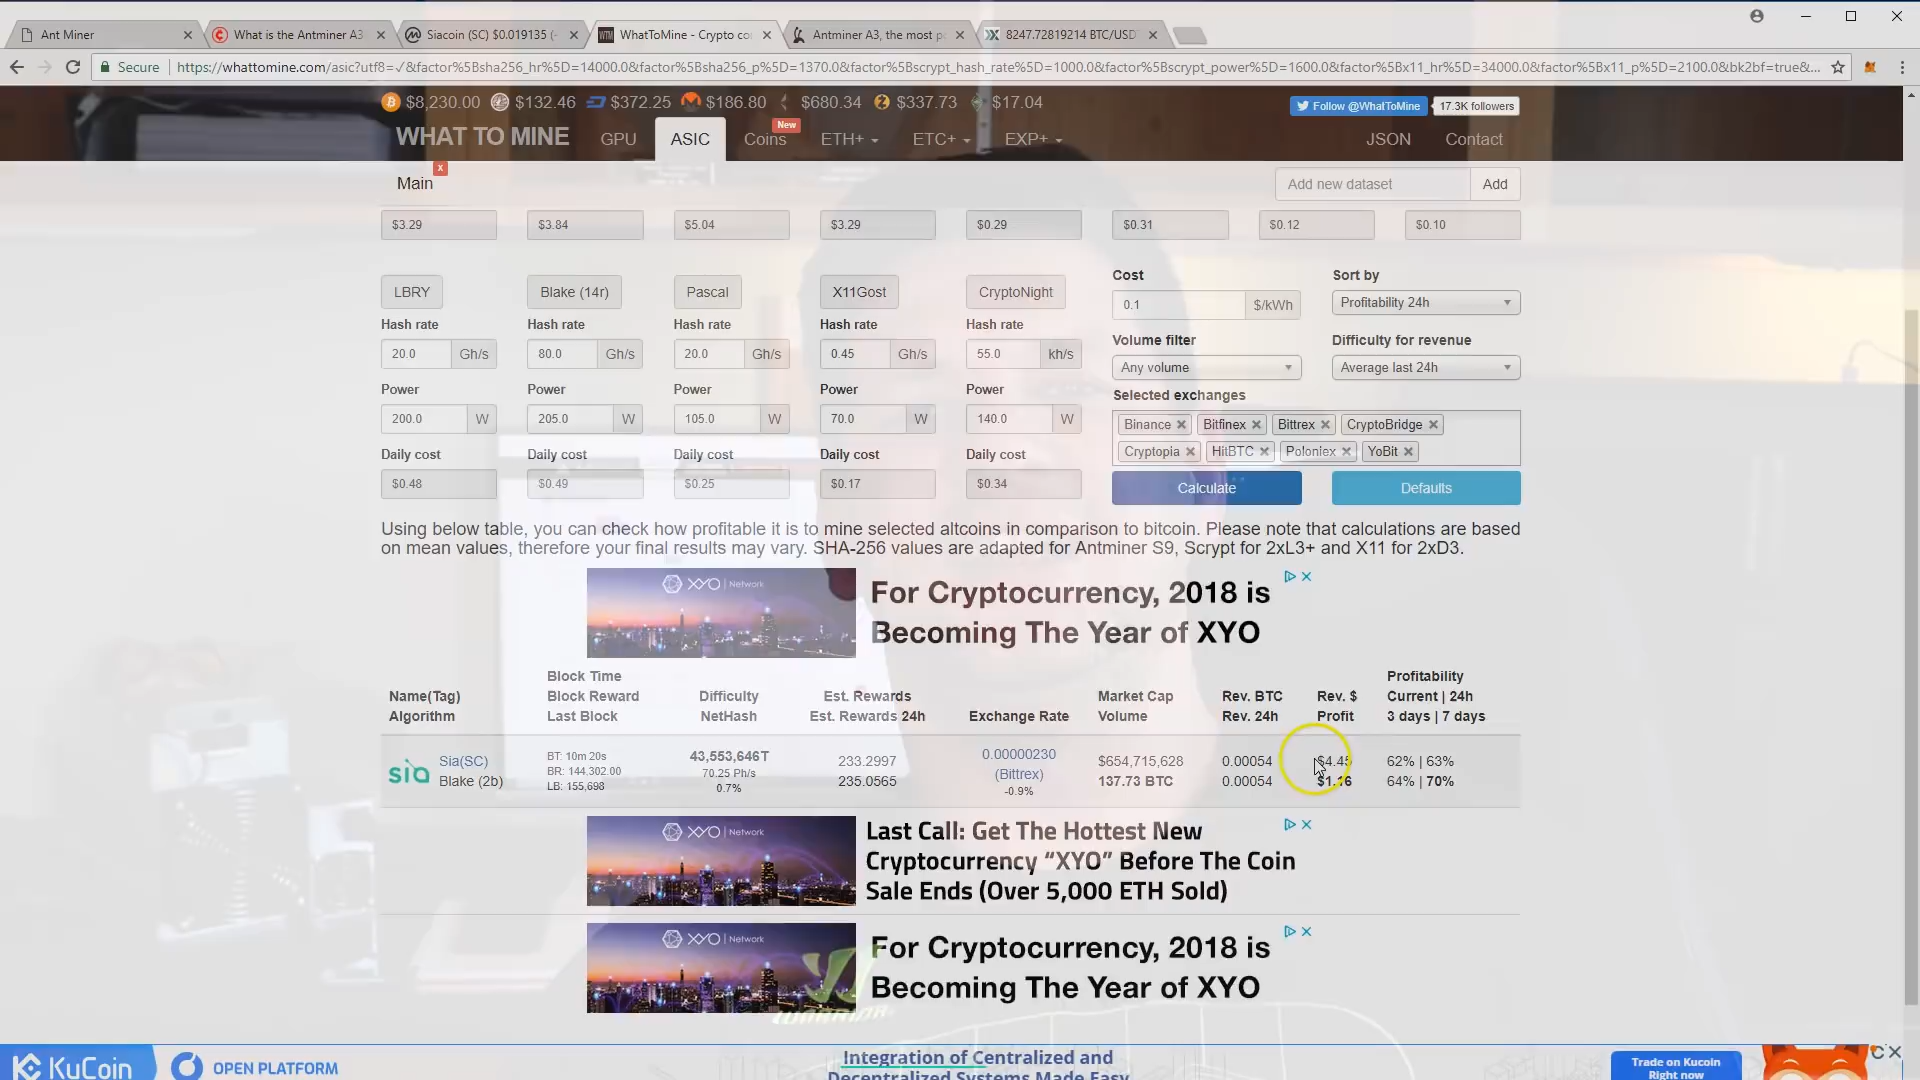 Ant Miner
What is the Antminer A3
Siacoin (SC) $0.019135 (
WhatToMine - Crypto co
Antminer A3, the most p
8247.72819214 BTC/USD
Secure
https://whattomine.com/asic?utf8=✓&factor%5Bsha256_hr%5D=14000.0&factor%5Bsha256_p%5D=1370.0&factor%5Bscrypt_hash_rate%5D=1000.0&factor%5Bscrypt_power%5D=1600.0&factor%5Bx11_hr%5D=34000.0&factor%5Bx11_p%5D=2100.0&bk2bf=true&...
$8,230.00 $132.46 $372.25 $186.80 $680.34 $337.73 $17.04
Follow @WhatToMine 17.3K followers
WHAT TO MINE GPU ASIC Coins New ETH+ ETC+ EXP+ JSON Contact
Main x
Add new dataset Add
$3.29 $3.84 $5.04 $3.29 $0.29 $0.31 $0.12 $0.10
LBRY Blake (14r) Pascal X11Gost CryptoNight
Hash rate Hash rate Hash rate Hash rate Hash rate
20.0 Gh/s 80.0 Gh/s 20.0 Gh/s 0.45 Gh/s 55.0 kh/s
Power Power Power Power Power
200.0 W 205.0 W 105.0 W 70.0 W 140.0 W
Daily cost Daily cost Daily cost Daily cost Daily cost
$0.48 $0.49 $0.25 $0.17 $0.34
Cost Sort by
0.1 $/kWh Profitability 24h
Volume filter Difficulty for revenue
Any volume Average last 24h
Selected exchanges
Binance Bitfinex Bittrex CryptoBridge
Cryptopia HitBTC Poloniex YoBit
Calculate Defaults
Using below table, you can check how profitable it is to mine selected altcoins in comparison to bitcoin. Please note that calculations are based
on mean values, therefore your final results may vary. SHA-256 values are adapted for Antminer S9, Scrypt for 2xL3+ and X11 for 2xD3.
XYO Network
For Cryptocurrency, 2018 is
Becoming The Year of XYO
Name(Tag)
Algorithm
Block Time
Block Reward
Last Block
Difficulty
NetHash
Est. Rewards
Est. Rewards 24h
Exchange Rate
Market Cap
Volume
Rev. BTC
Rev. 24h
Rev. $
Profit
Profitability
Current | 24h
3 days | 7 days
sia
Sia(SC)
Blake (2b)
BT: 10m 20s
BR: 144,302.00
LB: 155,698
43,553,646T
70.25 Ph/s
0.7%
233.2997
235.0565
0.00000230
(Bittrex)
-0.9%
$654,715,628
137.73 BTC
0.00054
0.00054
$4.45
$1.16
62% | 63%
64% | 70%
XYO Network
Last Call: Get The Hottest New
Cryptocurrency “XYO” Before The Coin
Sale Ends (Over 5,000 ETH Sold)
XYO Network
For Cryptocurrency, 2018 is
Becoming The Year of XYO
KuCoin
OPEN PLATFORM
Integration of Centralized and
Decentralized Systems Made Easy
Trade on Kucoin
Right now